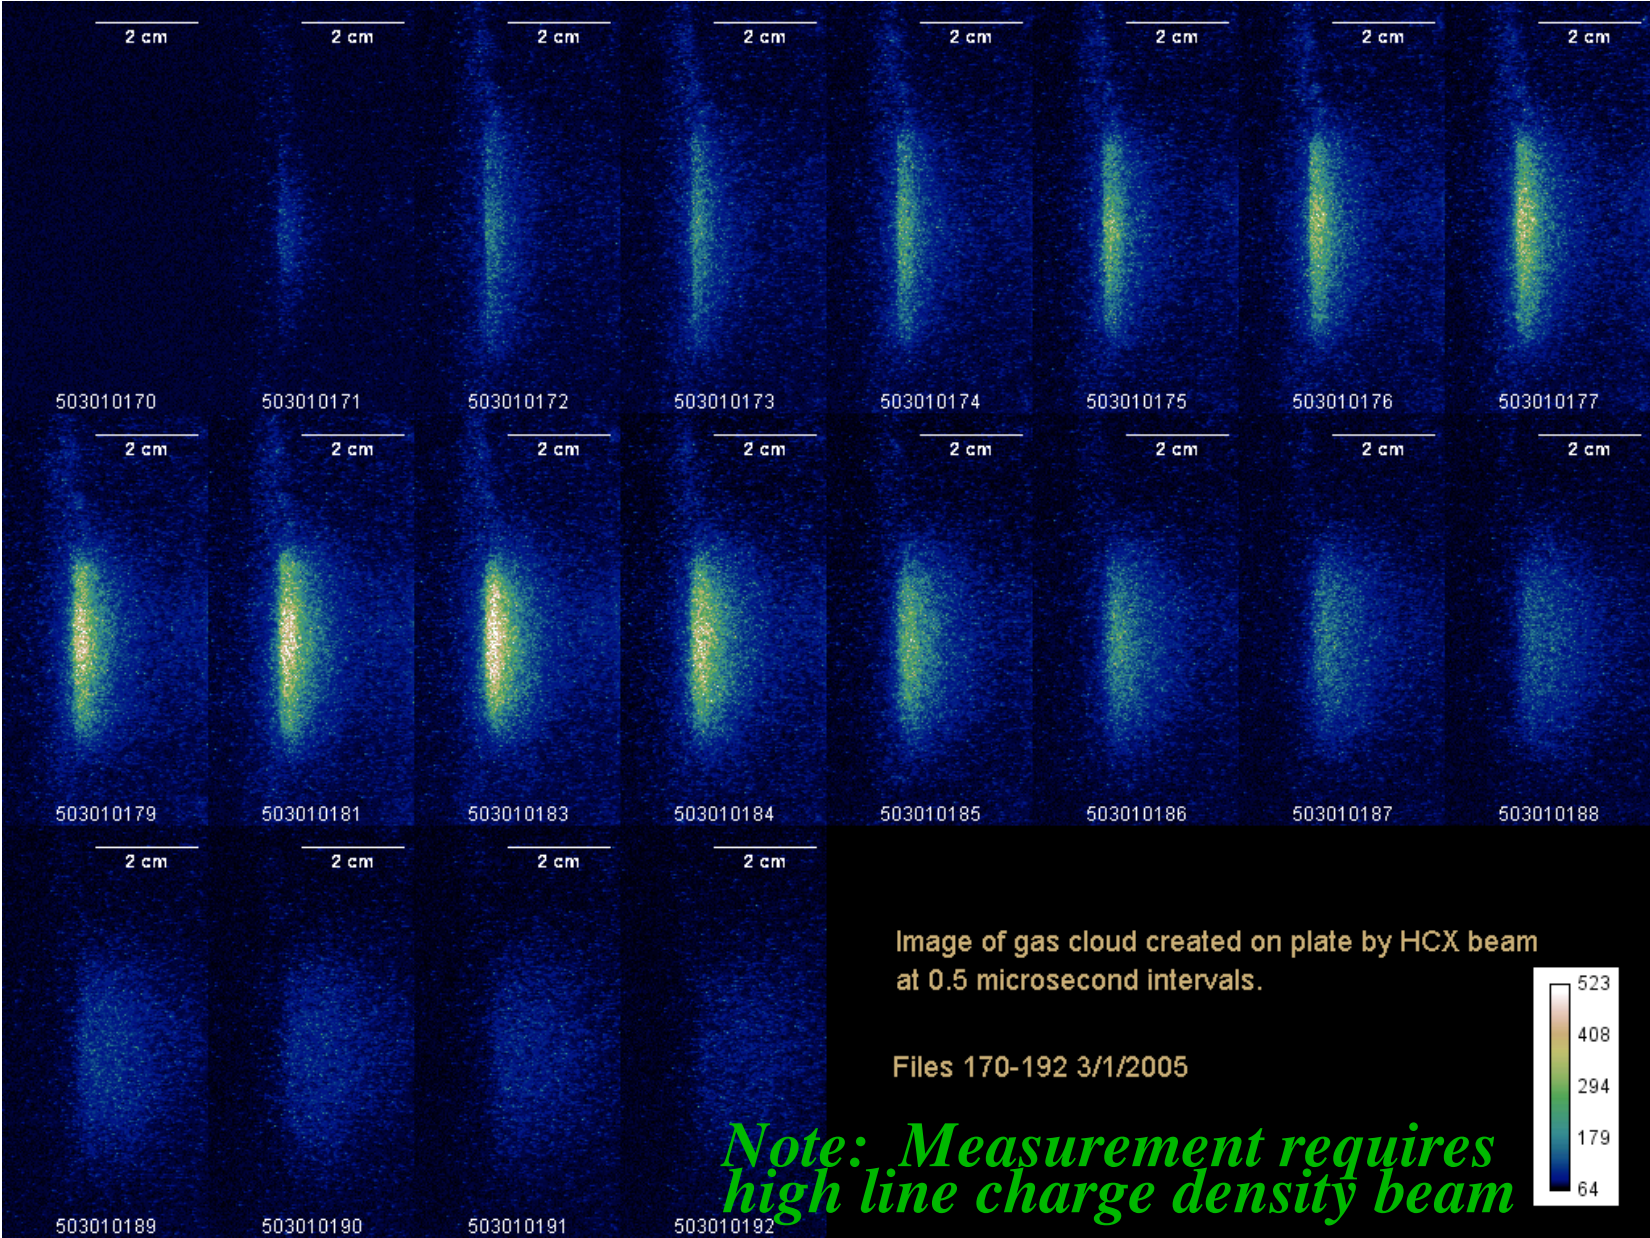 2 cm 2 cm 2 cm 2 cm 2 cm 2 cm 2 cm 2 cm
503010170 503010171 503010172 503010173 503010174 503010175 503010176 503010177
2 cm 2 cm 2 cm 2 cm 2 cm 2 cm 2 cm 2 cm
503010179 503010181 503010183 503010184 503010185 503010186 503010187 503010188
2 cm 2 cm 2 cm 2 cm
Image of gas cloud created on plate by HCX beam
at 0.5 microsecond intervals.
Files 170-192 3/1/2005
523
408
294
179
64
Note: Measurement requires
high line charge density beam
503010189 503010190 503010191 503010192